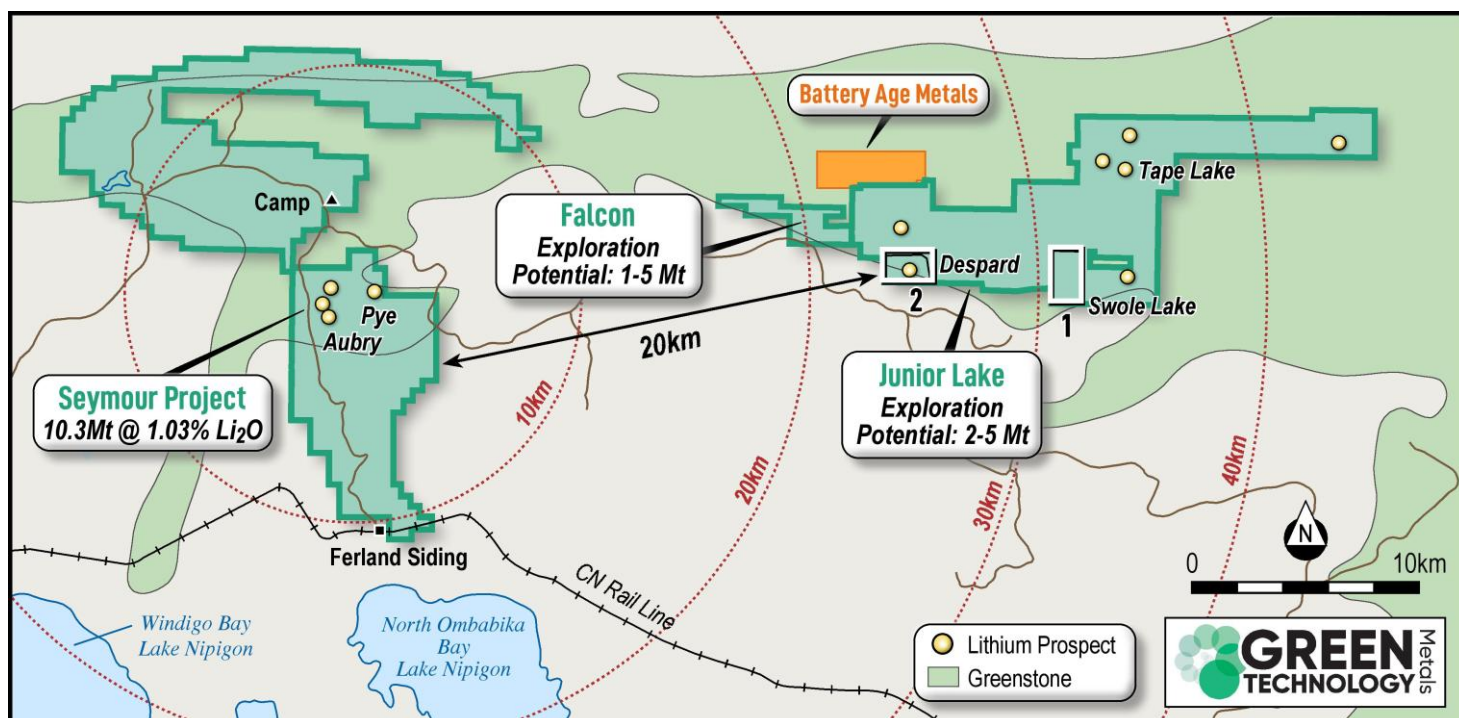 Battery Age Metals
Camp
Falcon
Exploration
Potential: 1-5 Mt
Tape Lake
Despard
2
Pye
Aubry
Swole Lake
1
20km
Seymour Project
10.3Mt @ 1.03% Li₂O
Junior Lake
Exploration
Potential: 2-5 Mt
10km
20km
30km
40km
Ferland Siding
CN Rail Line
N
0 10km
Windigo Bay
Lake Nipigon
North Ombabika
Bay
Lake Nipigon
Lithium Prospect
Greenstone
GREEN
TECHNOLOGY
Metals